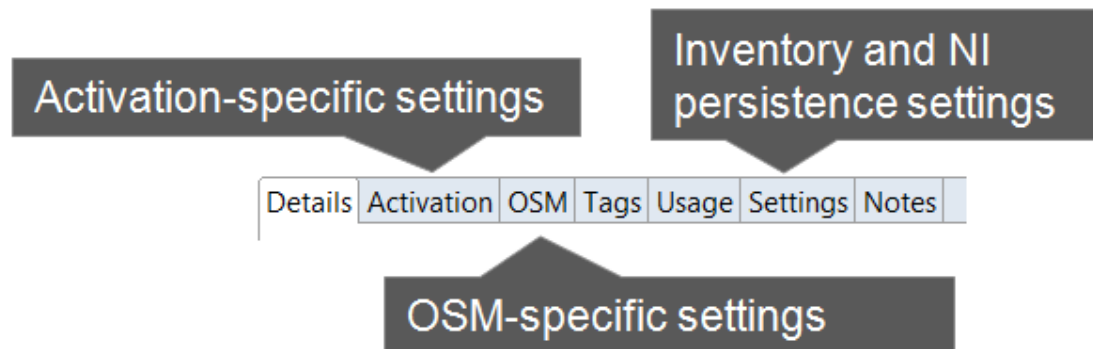 Inventory and NI
persistence settings
Activation-specific settings
Details Activation OSM Tags Usage Settings Notes
OSM-specific settings